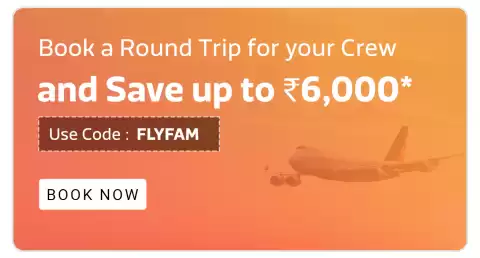 Book a Round Trip for your Crew
and Save up to ₹6,000*
Use Code : FLYFAM
BOOK NOW